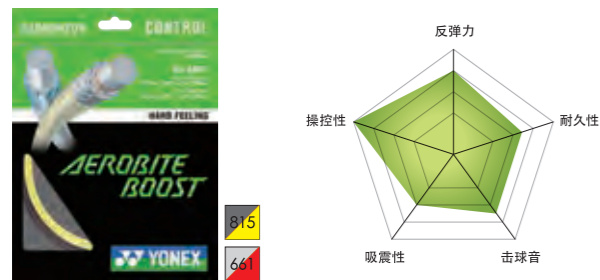 CONTROL
HARD FEELING
AEROBITE
BOOST
YONEX
815
661
反弹力
操控性
耐久性
吸震性
击球音